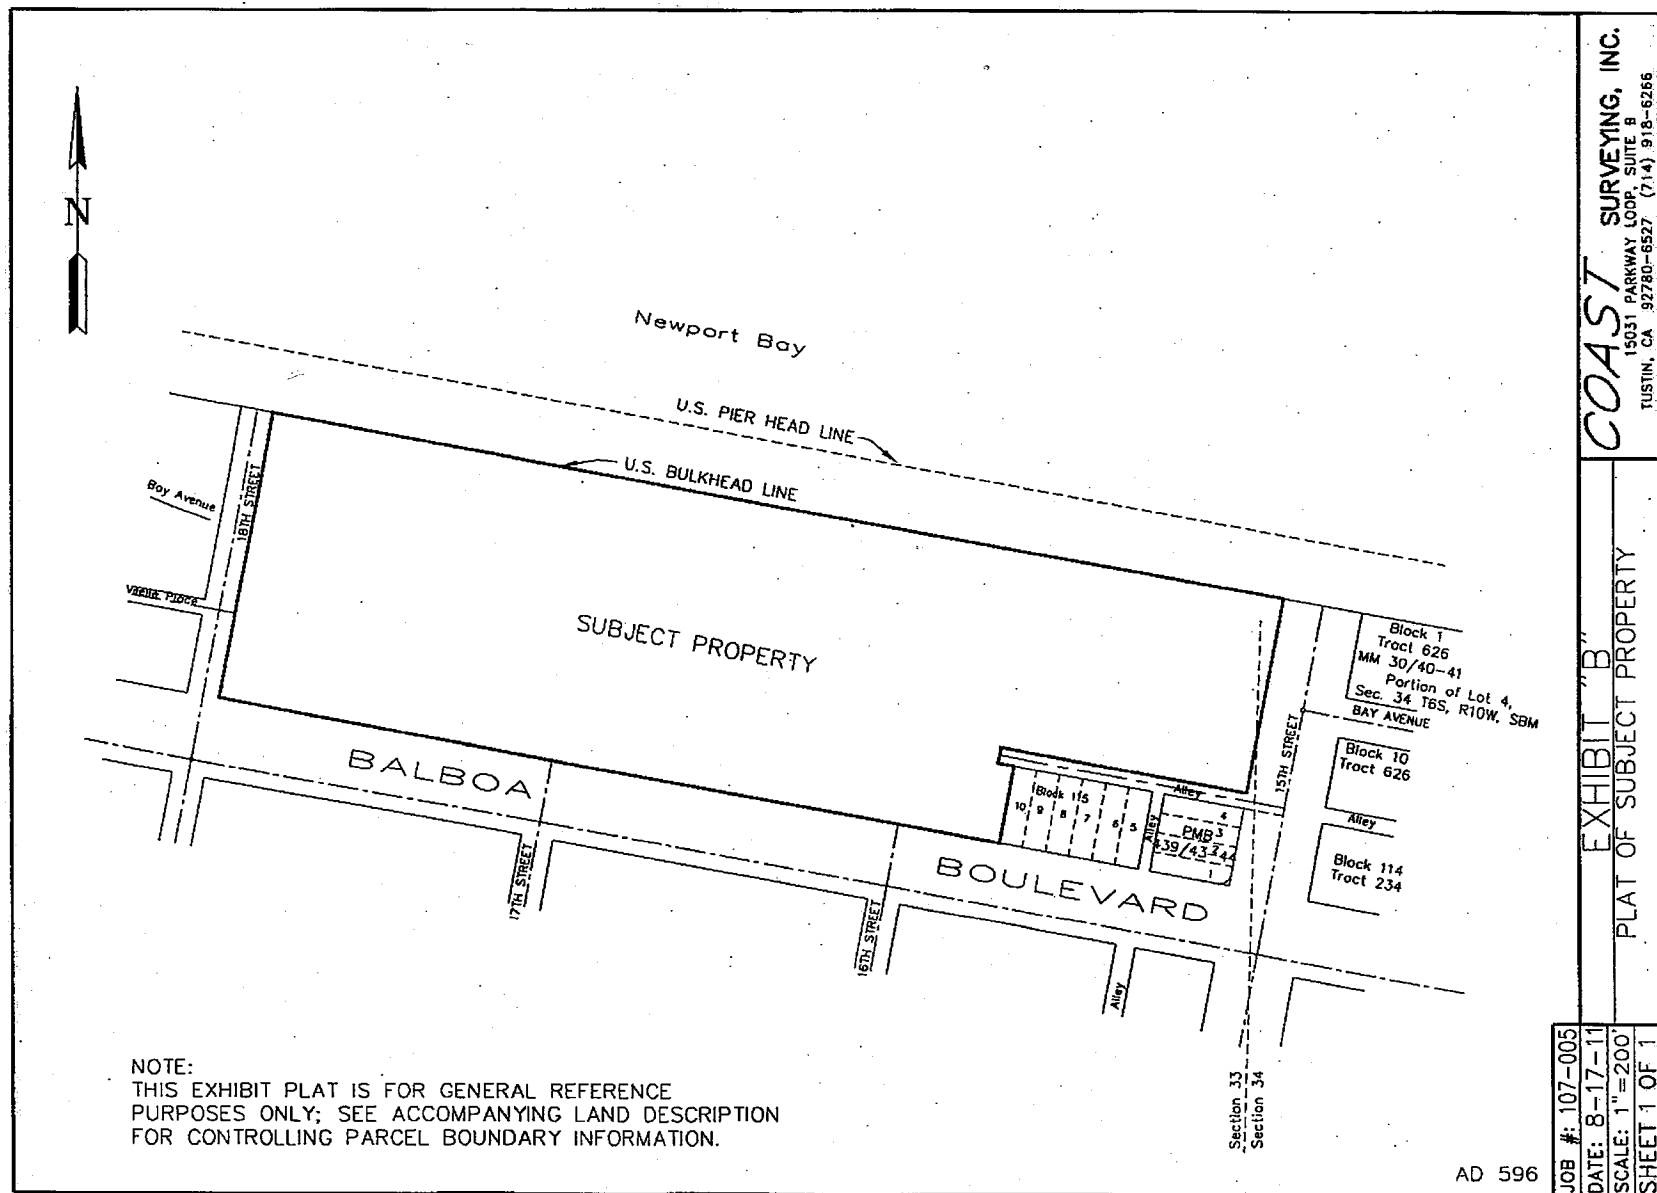 N
Newport Bay
U.S. PIER HEAD LINE
U.S. BULKHEAD LINE
Bay Avenue
18TH STREET
Place
SUBJECT PROPERTY
Block 1
Tract 626
MM 30/40-41
Portion of Lot 4,
Sec. 34 T6S, R10W, SBM
BAY AVENUE
15TH STREET
Block 10
Tract 626
Alley
Block 114
Tract 234
BALBOA
BOULEVARD
Block 115
10
9
8
7
6
5
Alley
Alley
4
PMB 3
2
1
17TH STREET
16TH STREET
Alley
Section 33
Section 34
NOTE:
THIS EXHIBIT PLAT IS FOR GENERAL REFERENCE
PURPOSES ONLY; SEE ACCOMPANYING LAND DESCRIPTION
FOR CONTROLLING PARCEL BOUNDARY INFORMATION.
AD 596
COAST SURVEYING, INC.
15031 PARKWAY LOOP, SUITE B
TUSTIN, CA 92780-6527 (714) 918-6266
EXHIBIT "B"
PLAT OF SUBJECT PROPERTY
JOB #: 107-005
DATE: 8-17-11
SCALE: 1"=200'
SHEET 1 OF 1